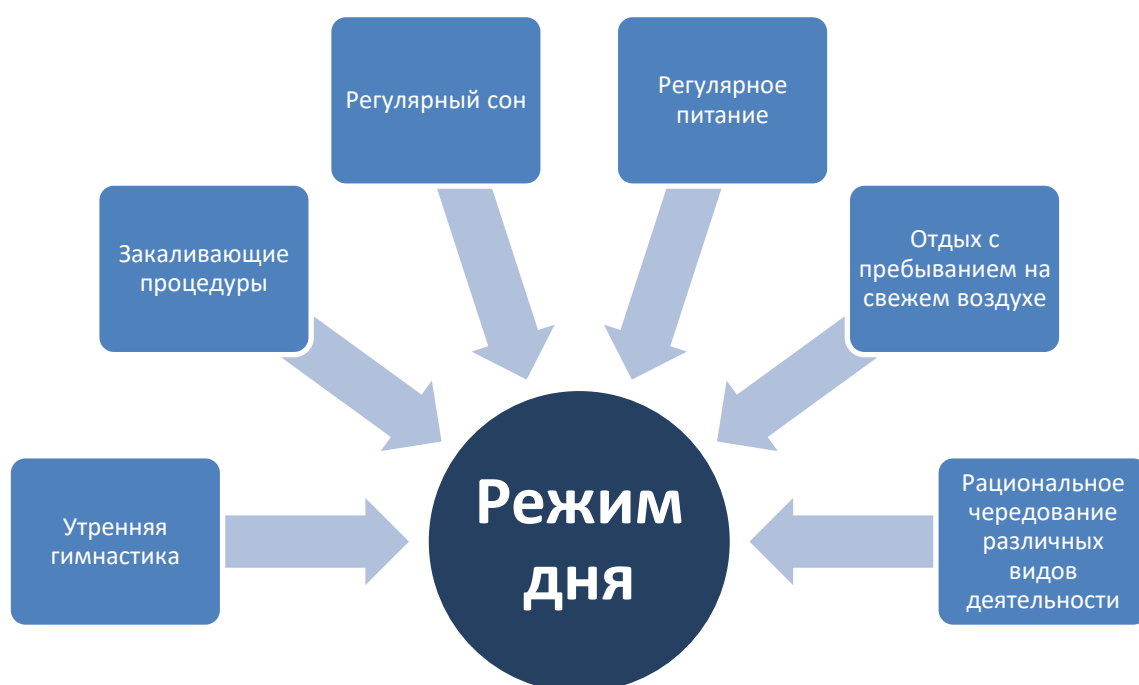 Регулярный сон
Регулярное
питание
Закаливающие
процедуры
Отдых с
пребыванием на
свежем воздухе
Утренняя
гимнастика
Режим
дня
Рациональное
чередование
различных
видов
деятельности